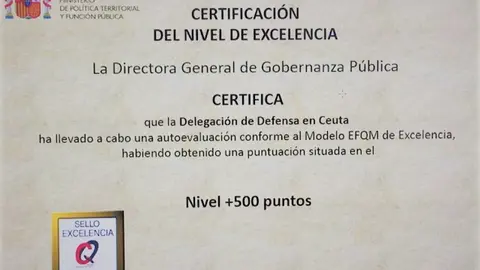 MINISTERIO
DE POLÍTICA TERRITORIAL
Y FUNCIÓN PÚBLICA
CERTIFICACIÓN
DEL NIVEL DE EXCELENCIA
La Directora General de Gobernanza Pública
CERTIFICA
que la Delegación de Defensa en Ceuta
ha llevado a cabo una autoevaluación conforme al Modelo EFQM de Excelencia,
habiendo obtenido una puntuación situada en el
Nivel +500 puntos
SELLO
EXCELENCIA